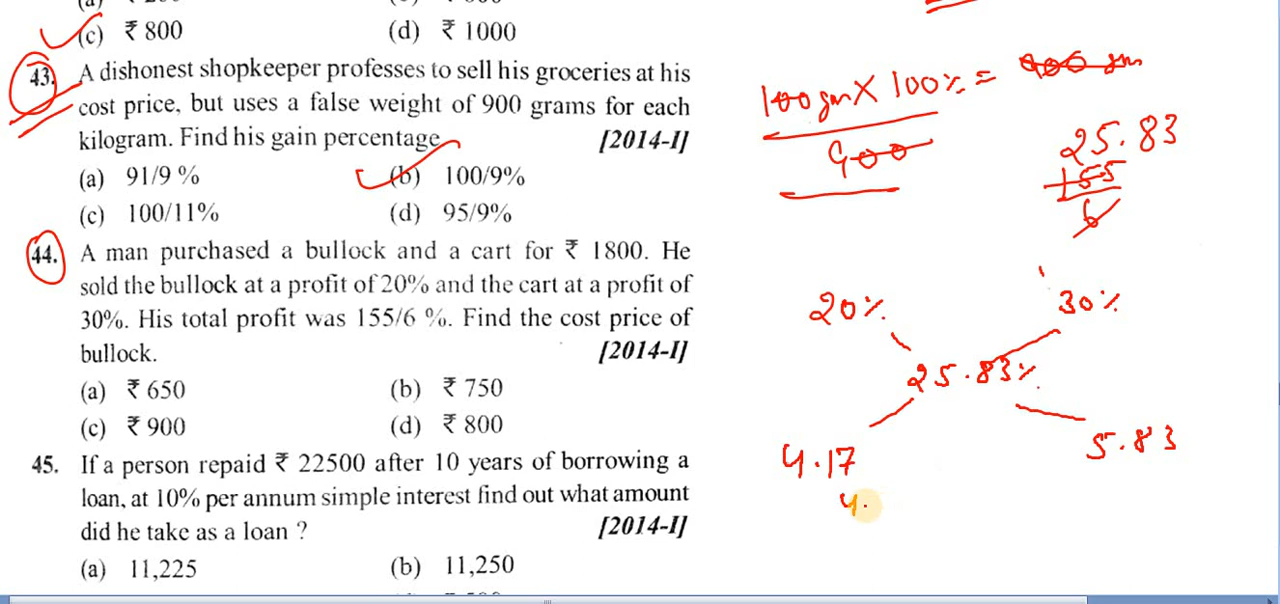 (c) ₹ 800 (d) ₹ 1000
43. A dishonest shopkeeper professes to sell his groceries at his
cost price, but uses a false weight of 900 grams for each
kilogram. Find his gain percentage [2014-I]
(a) 91/9 % (b) 100/9%
(c) 100/11% (d) 95/9%
44. A man purchased a bullock and a cart for ₹ 1800. He
sold the bullock at a profit of 20% and the cart at a profit of
30%. His total profit was 155/6 %. Find the cost price of
bullock. [2014-I]
(a) ₹ 650 (b) ₹ 750
(c) ₹ 900 (d) ₹ 800
45. If a person repaid ₹ 22500 after 10 years of borrowing a
loan, at 10% per annum simple interest find out what amount
did he take as a loan ? [2014-I]
(a) 11,225 (b) 11,250
100gm X 100% =
900
25.83
155
6
20% 30%
25.83%
4.17 5.83
4.